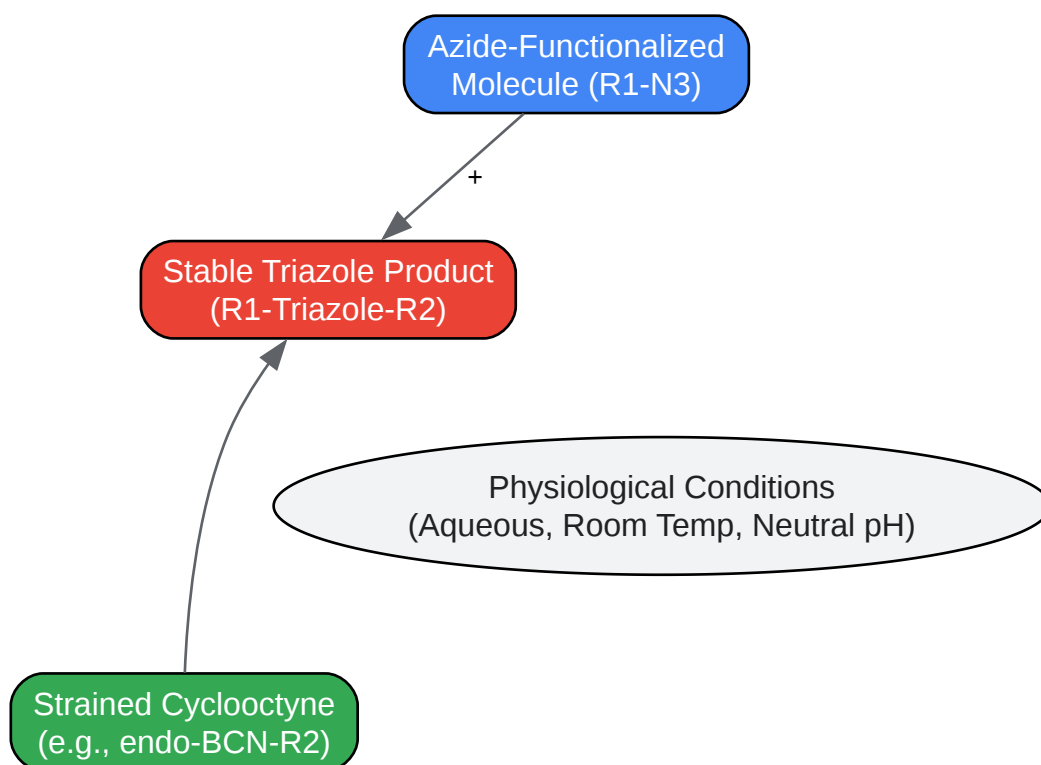 Azide-Functionalized
Molecule (R1-N3)
+
Stable Triazole Product
(R1-Triazole-R2)
Physiological Conditions
(Aqueous, Room Temp, Neutral pH)
Strained Cyclooctyne
(e.g., endo-BCN-R2)